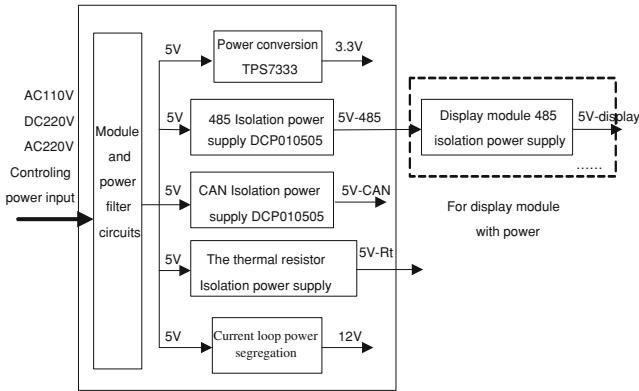 AC110V
DC220V
AC220V
Controling
power input
Module
and
power
filter
circuits
5V
Power conversion
TPS7333
3.3V
5V
485 Isolation power
supply DCP010505
5V-485
Display module 485
isolation power supply
5V-display
......
For display module
with power
5V
CAN Isolation power
supply DCP010505
5V-CAN
5V
The thermal resistor
Isolation power supply
5V-Rt
5V
Current loop power
segregation
12V